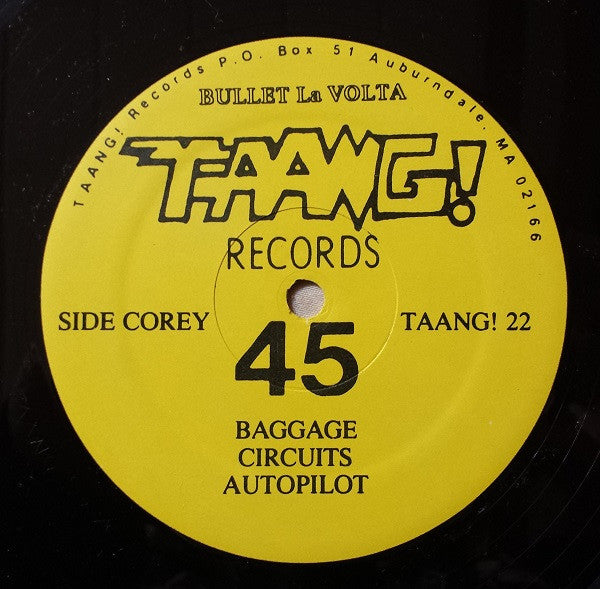 TAANG! Records P.O. Box 51 Auburndale, MA 02166
BULLET La VOLTA
TAANG!
RECORDS
SIDE COREY
TAANG! 22
45
BAGGAGE
CIRCUITS
AUTOPILOT